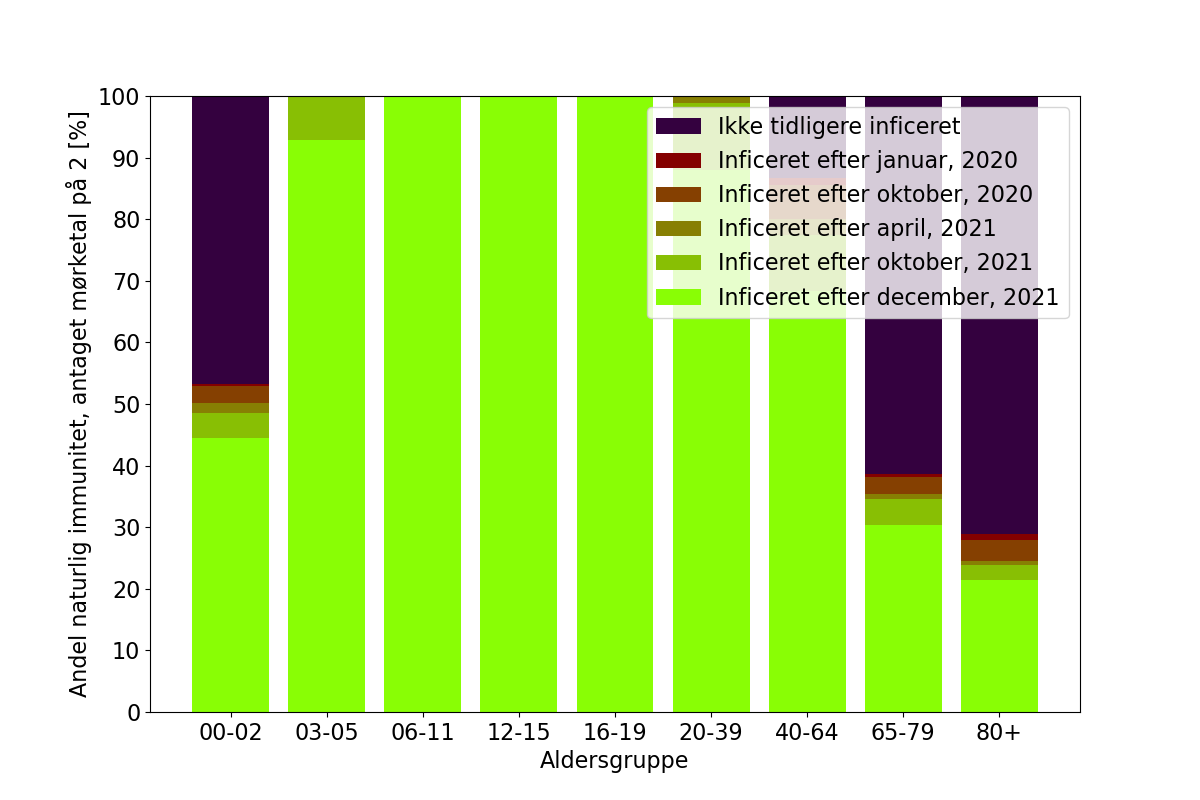 Andel naturlig immunitet, antaget mørketal på 2 [%]
100
90
80
70
60
50
40
30
20
10
0
Ikke tidligere inficeret
Inficeret efter januar, 2020
Inficeret efter oktober, 2020
Inficeret efter april, 2021
Inficeret efter oktober, 2021
Inficeret efter december, 2021
00-02 03-05 06-11 12-15 16-19 20-39 40-64 65-79 80+
Aldersgruppe